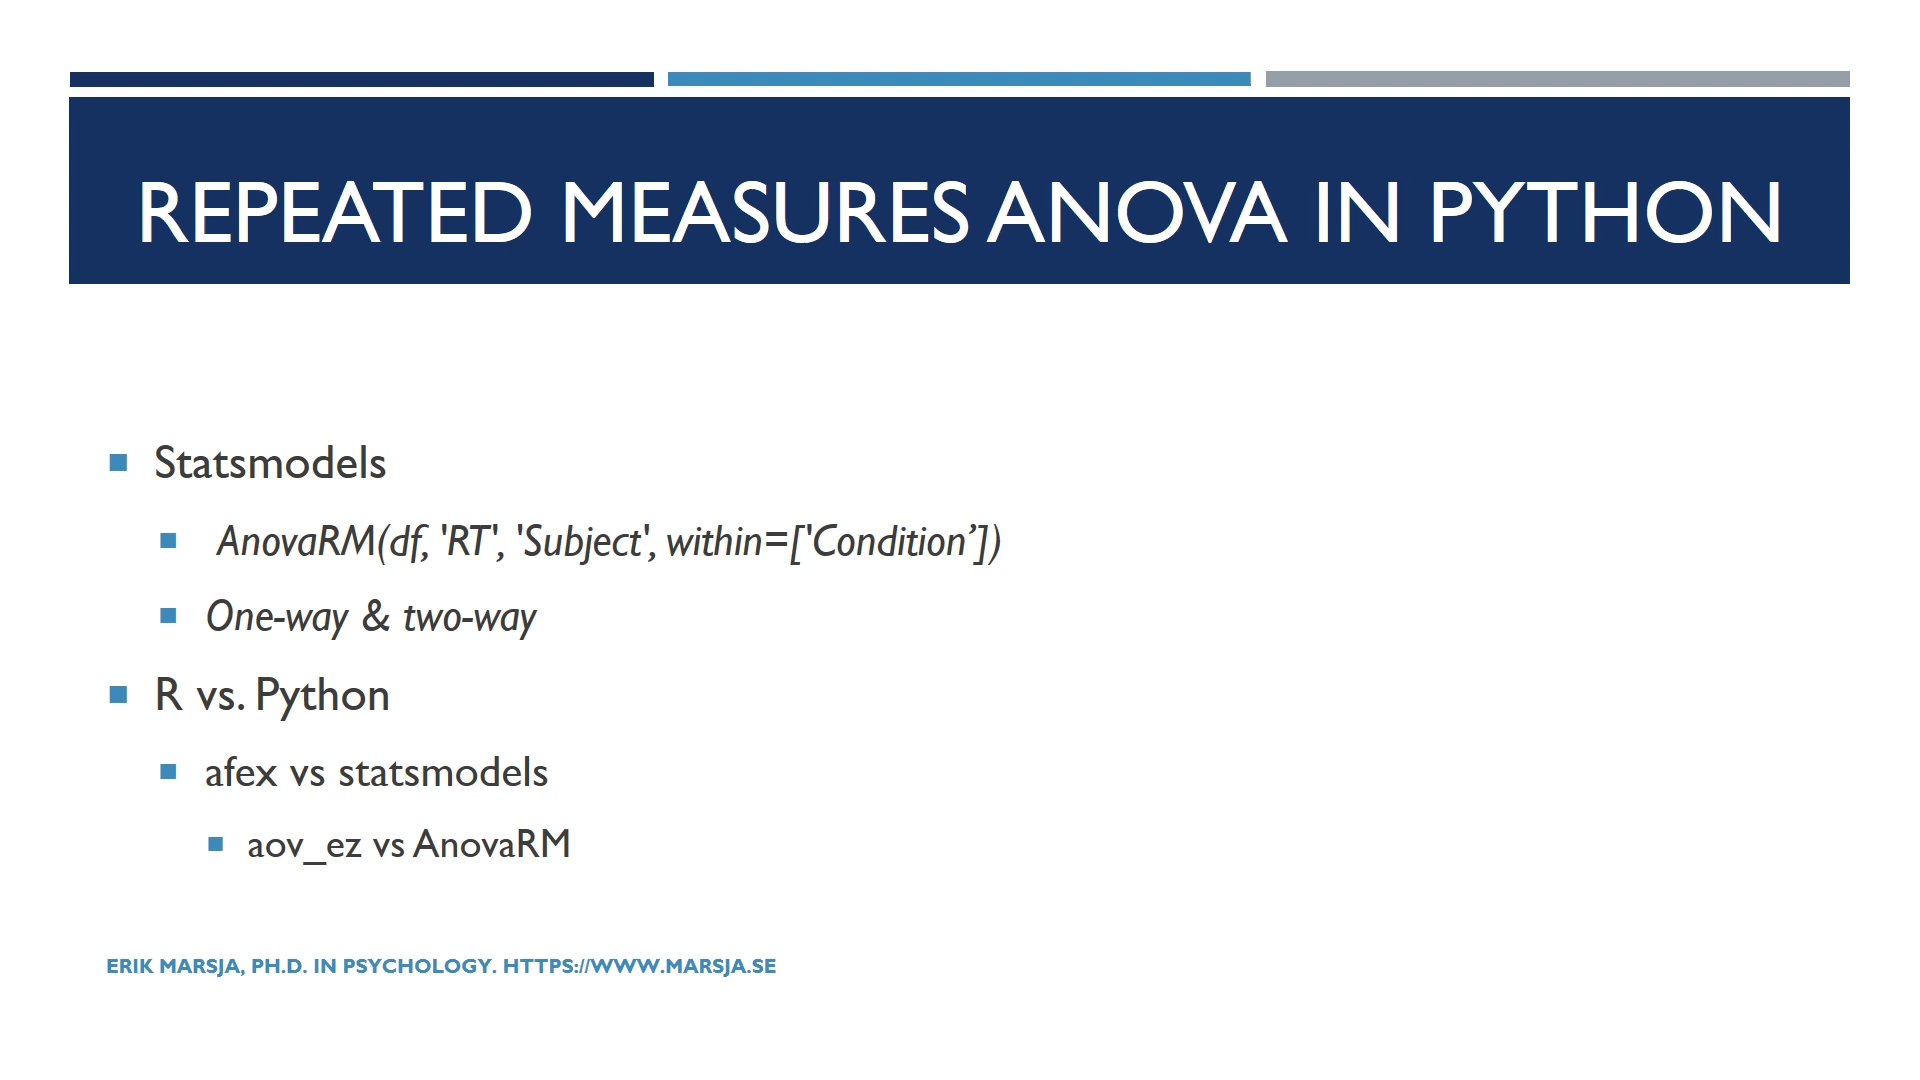 REPEATED MEASURES ANOVA IN PYTHON
Statsmodels
AnovaRM(df, 'RT', 'Subject', within=['Condition’])
One-way & two-way
R vs. Python
afex vs statsmodels
aov_ez vs AnovaRM
ERIK MARSJA, PH.D. IN PSYCHOLOGY. HTTPS://WWW.MARSJA.SE